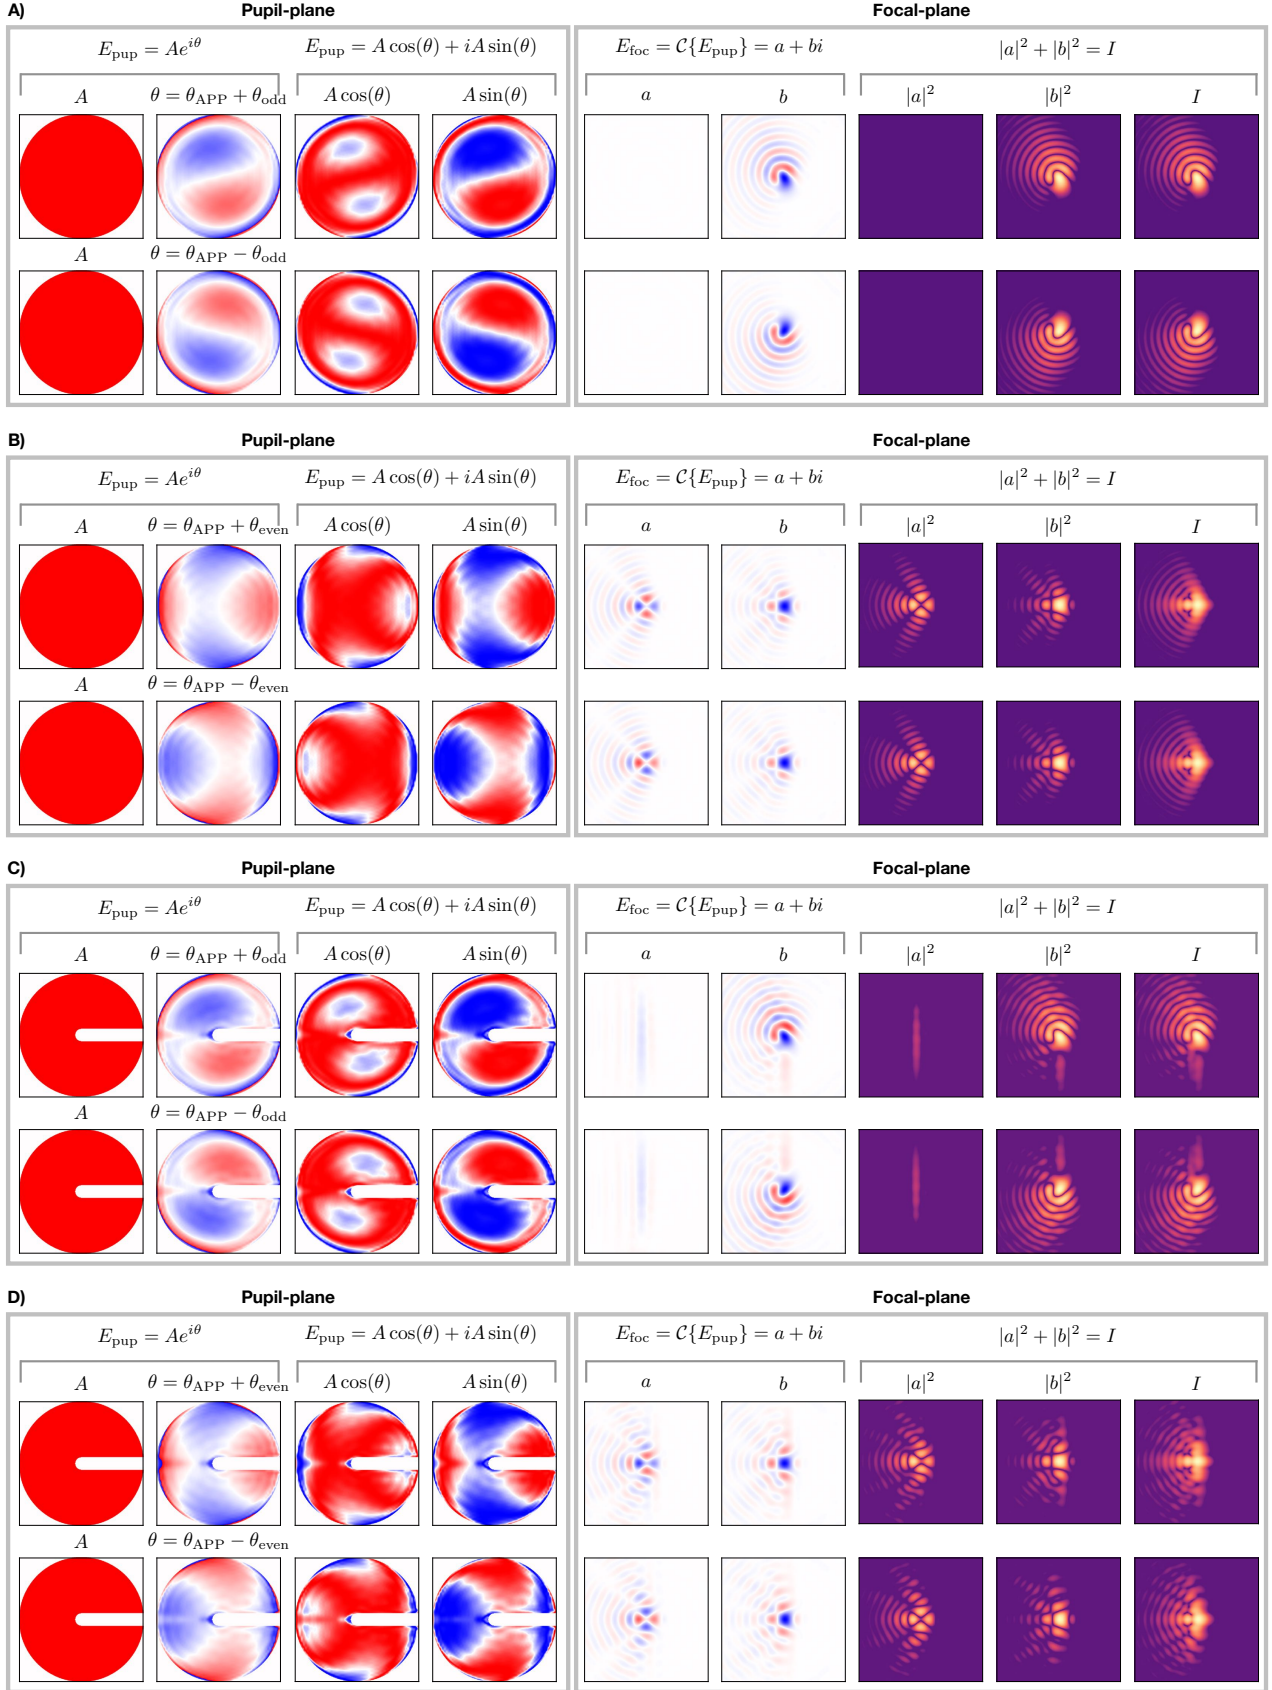 A) Pupil-plane Focal-plane
E_pup = Ae^{iθ} E_pup = A cos(θ) + iA sin(θ) E_foc = 𝒞{E_pup} = a + bi |a|² + |b|² = I
A θ = θ_APP + θ_odd A cos(θ) A sin(θ) a b |a|² |b|² I
A θ = θ_APP − θ_odd
B) Pupil-plane Focal-plane
E_pup = Ae^{iθ} E_pup = A cos(θ) + iA sin(θ) E_foc = 𝒞{E_pup} = a + bi |a|² + |b|² = I
A θ = θ_APP + θ_even A cos(θ) A sin(θ) a b |a|² |b|² I
A θ = θ_APP − θ_even
C) Pupil-plane Focal-plane
E_pup = Ae^{iθ} E_pup = A cos(θ) + iA sin(θ) E_foc = 𝒞{E_pup} = a + bi |a|² + |b|² = I
A θ = θ_APP + θ_odd A cos(θ) A sin(θ) a b |a|² |b|² I
A θ = θ_APP − θ_odd
D) Pupil-plane Focal-plane
E_pup = Ae^{iθ} E_pup = A cos(θ) + iA sin(θ) E_foc = 𝒞{E_pup} = a + bi |a|² + |b|² = I
A θ = θ_APP + θ_even A cos(θ) A sin(θ) a b |a|² |b|² I
A θ = θ_APP − θ_even